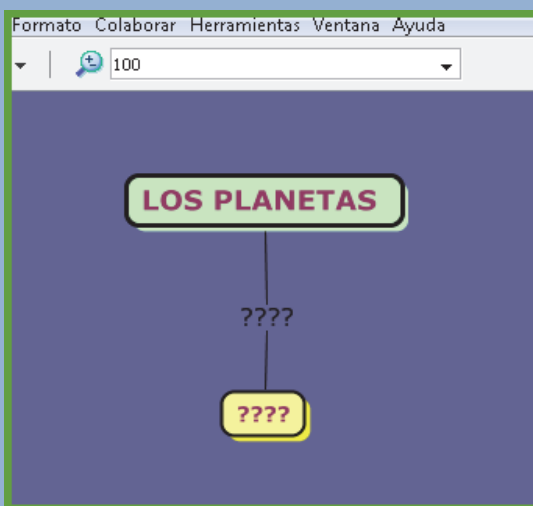 Formato Colaborar Herramientas Ventana Ayuda
100
LOS PLANETAS
????
????